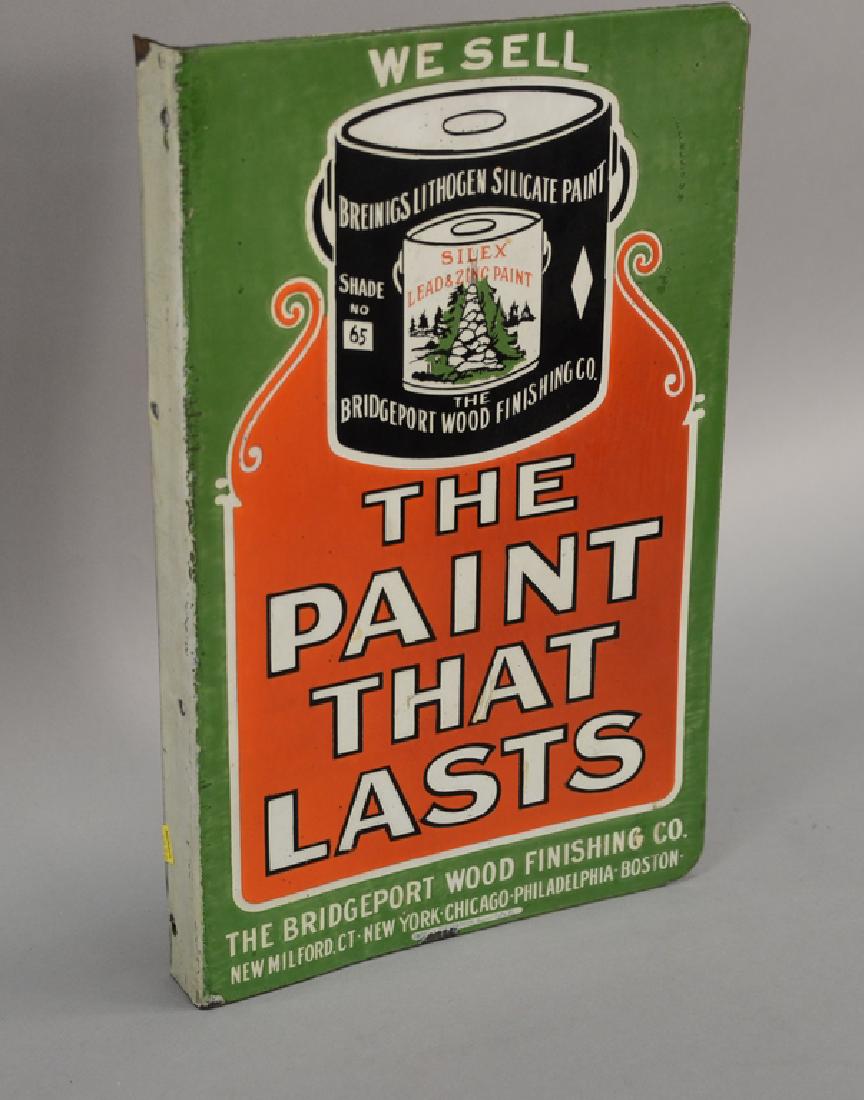 WE SELL
BREINIGS LITHOGEN SILICATE PAINT
SILEX
LEAD & ZINC PAINT
SHADE
NO
65
THE
BRIDGEPORT WOOD FINISHING CO.
THE
PAINT
THAT
LASTS
THE BRIDGEPORT WOOD FINISHING CO.
NEW MILFORD, CT · NEW YORK · CHICAGO · PHILADELPHIA · BOSTON ·